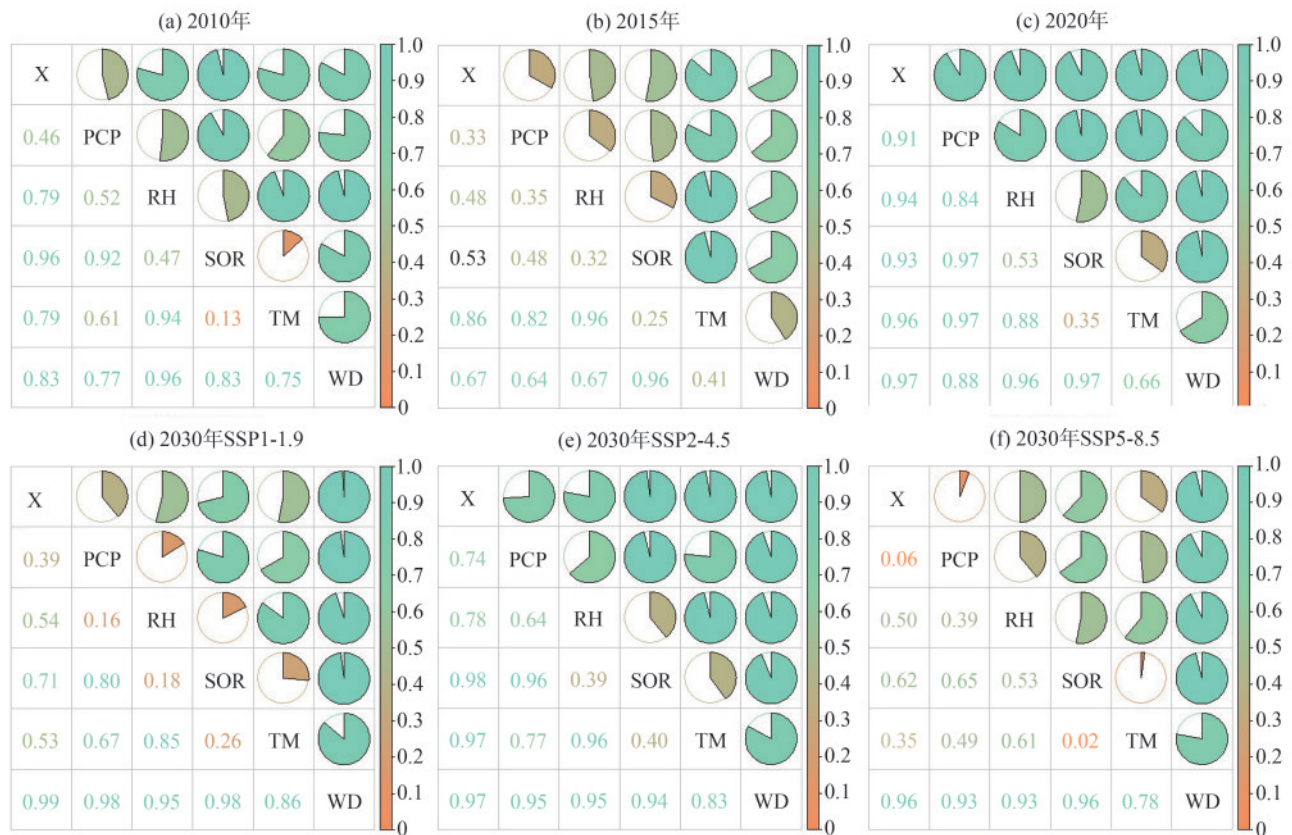 (a) 2010年
(b) 2015年
(c) 2020年
X
1.0
0.9
0.46 PCP
0.8
0.7
0.79 0.52 RH
0.6
0.5
0.96 0.92 0.47 SOR
0.4
0.3
0.79 0.61 0.94 0.13 TM
0.2
0.83 0.77 0.96 0.83 0.75 WD
0.1
0
X
1.0
0.9
0.33 PCP
0.8
0.7
0.48 0.35 RH
0.6
0.5
0.53 0.48 0.32 SOR
0.4
0.3
0.86 0.82 0.96 0.25 TM
0.2
0.67 0.64 0.67 0.96 0.41 WD
0.1
0
X
1.0
0.9
0.91 PCP
0.8
0.7
0.94 0.84 RH
0.6
0.5
0.93 0.97 0.53 SOR
0.4
0.3
0.96 0.97 0.88 0.35 TM
0.2
0.97 0.88 0.96 0.97 0.66 WD
0.1
0
(d) 2030年SSP1-1.9
(e) 2030年SSP2-4.5
(f) 2030年SSP5-8.5
X
1.0
0.9
0.39 PCP
0.8
0.7
0.54 0.16 RH
0.6
0.5
0.71 0.80 0.18 SOR
0.4
0.3
0.53 0.67 0.85 0.26 TM
0.2
0.99 0.98 0.95 0.98 0.86 WD
0.1
0
X
1.0
0.9
0.74 PCP
0.8
0.7
0.78 0.64 RH
0.6
0.5
0.98 0.96 0.39 SOR
0.4
0.3
0.97 0.77 0.96 0.40 TM
0.2
0.97 0.95 0.95 0.94 0.83 WD
0.1
0
X
1.0
0.9
0.06 PCP
0.8
0.7
0.50 0.39 RH
0.6
0.5
0.62 0.65 0.53 SOR
0.4
0.3
0.35 0.49 0.61 0.02 TM
0.2
0.96 0.93 0.93 0.96 0.78 WD
0.1
0